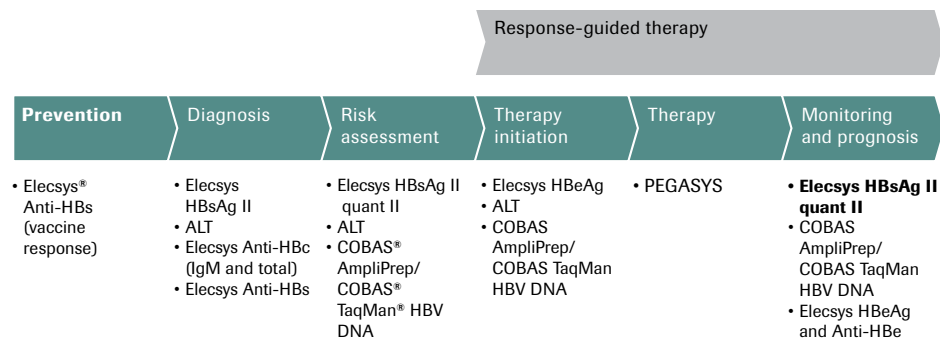 Response-guided therapy
Prevention
Diagnosis
Risk
assessment
Therapy
initiation
Therapy
Monitoring
and prognosis
• Elecsys®
Anti-HBs
(vaccine
response)
• Elecsys
HBsAg II
• ALT
• Elecsys Anti-HBc
(IgM and total)
• Elecsys Anti-HBs
• Elecsys HBsAg II
quant II
• ALT
• COBAS®
AmpliPrep/
COBAS®
TaqMan® HBV
DNA
• Elecsys HBeAg
• ALT
• COBAS
AmpliPrep/
COBAS TaqMan
HBV DNA
• PEGASYS
• Elecsys HBsAg II
quant II
• COBAS
AmpliPrep/
COBAS TaqMan
HBV DNA
• Elecsys HBeAg
and Anti-HBe